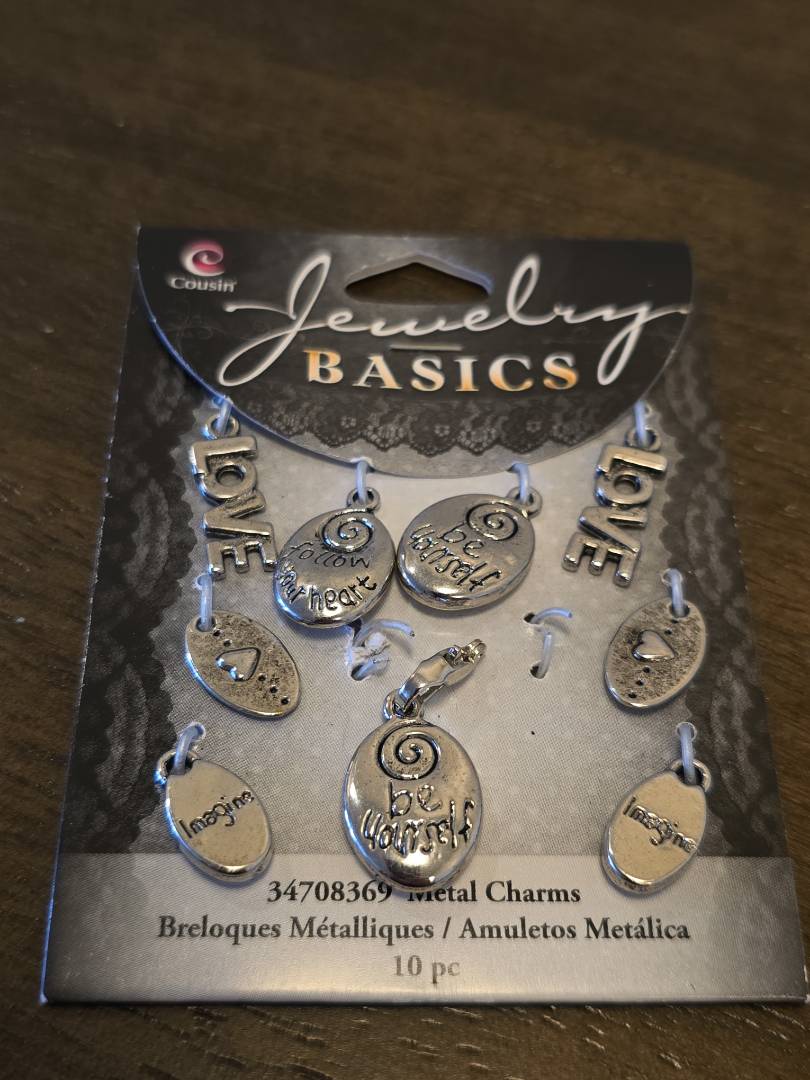 Cousin
Jewelry
BASICS
LOVE
LOVE
follow
your heart
be
yourself
Imagine
be
yourself
Imagine
34708369 Metal Charms
Breloques Métalliques / Amuletos Metálica
10 pc